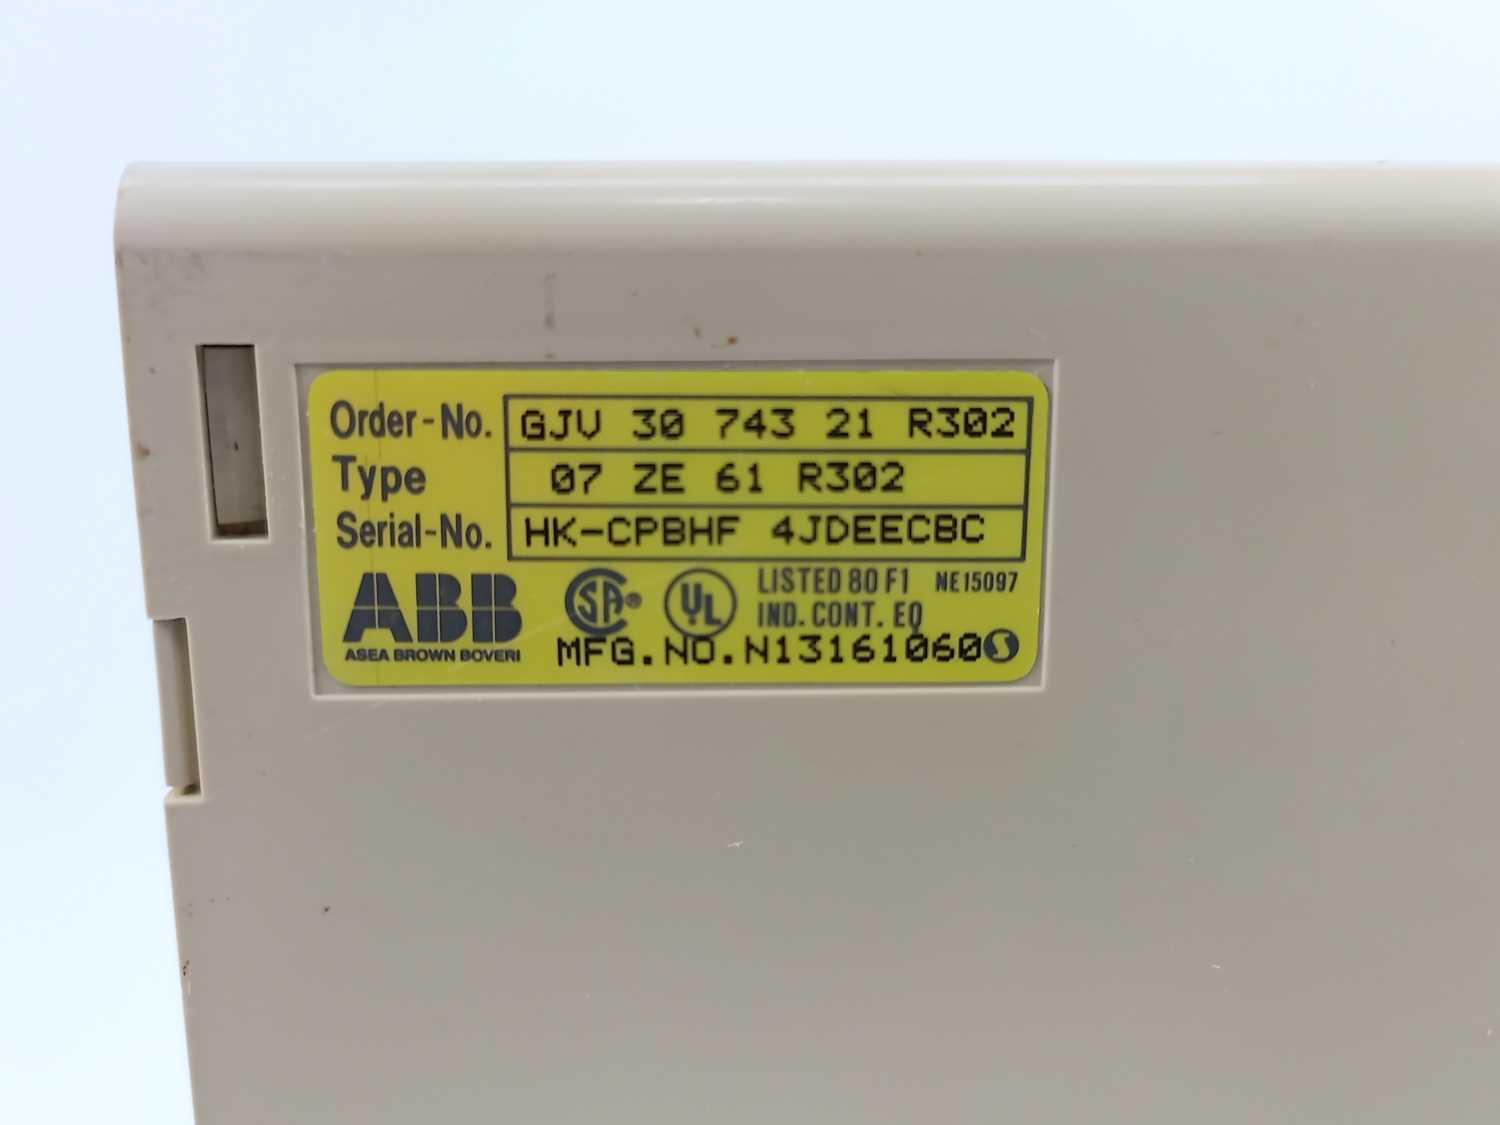 Order-No. GJV 30 743 21 R302
Type 07 ZE 61 R302
Serial-No. HK-CPBHF 4JDEECBC
ABB SA® UL LISTED 80 F1 NE15097
IND. CONT. EQ
ASEA BROWN BOVERI MFG.NO.N13161060 S